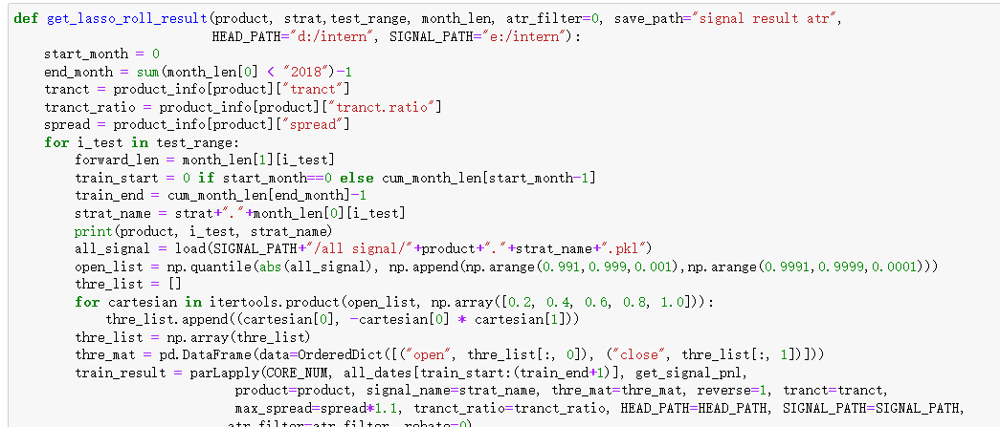 def get_lasso_roll_result(product, strat,test_range, month_len, atr_filter=0, save_path="signal result atr",
HEAD_PATH="d:/intern", SIGNAL_PATH="e:/intern"):
start_month = 0
end_month = sum(month_len[0] < "2018")-1
tranct = product_info[product]["tranct"]
tranct_ratio = product_info[product]["tranct.ratio"]
spread = product_info[product]["spread"]
for i_test in test_range:
forward_len = month_len[1][i_test]
train_start = 0 if start_month==0 else cum_month_len[start_month-1]
train_end = cum_month_len[end_month]-1
strat_name = strat+"."+month_len[0][i_test]
print(product, i_test, strat_name)
all_signal = load(SIGNAL_PATH+"/all signal/"+product+"."+strat_name+".pkl")
open_list = np.quantile(abs(all_signal), np.append(np.arange(0.991,0.999,0.001),np.arange(0.9991,0.9999,0.0001)))
thre_list = []
for cartesian in itertools.product(open_list, np.array([0.2, 0.4, 0.6, 0.8, 1.0])):
thre_list.append((cartesian[0], -cartesian[0] * cartesian[1]))
thre_list = np.array(thre_list)
thre_mat = pd.DataFrame(data=OrderedDict([("open", thre_list[:, 0]), ("close", thre_list[:, 1])]))
train_result = parLapply(CORE_NUM, all_dates[train_start:(train_end+1)], get_signal_pnl,
product=product, signal_name=strat_name, thre_mat=thre_mat, reverse=1, tranct=tranct,
max_spread=spread*1.1, tranct_ratio=tranct_ratio, HEAD_PATH=HEAD_PATH, SIGNAL_PATH=SIGNAL_PATH,
atr_filter=atr_filter, rebate=0)